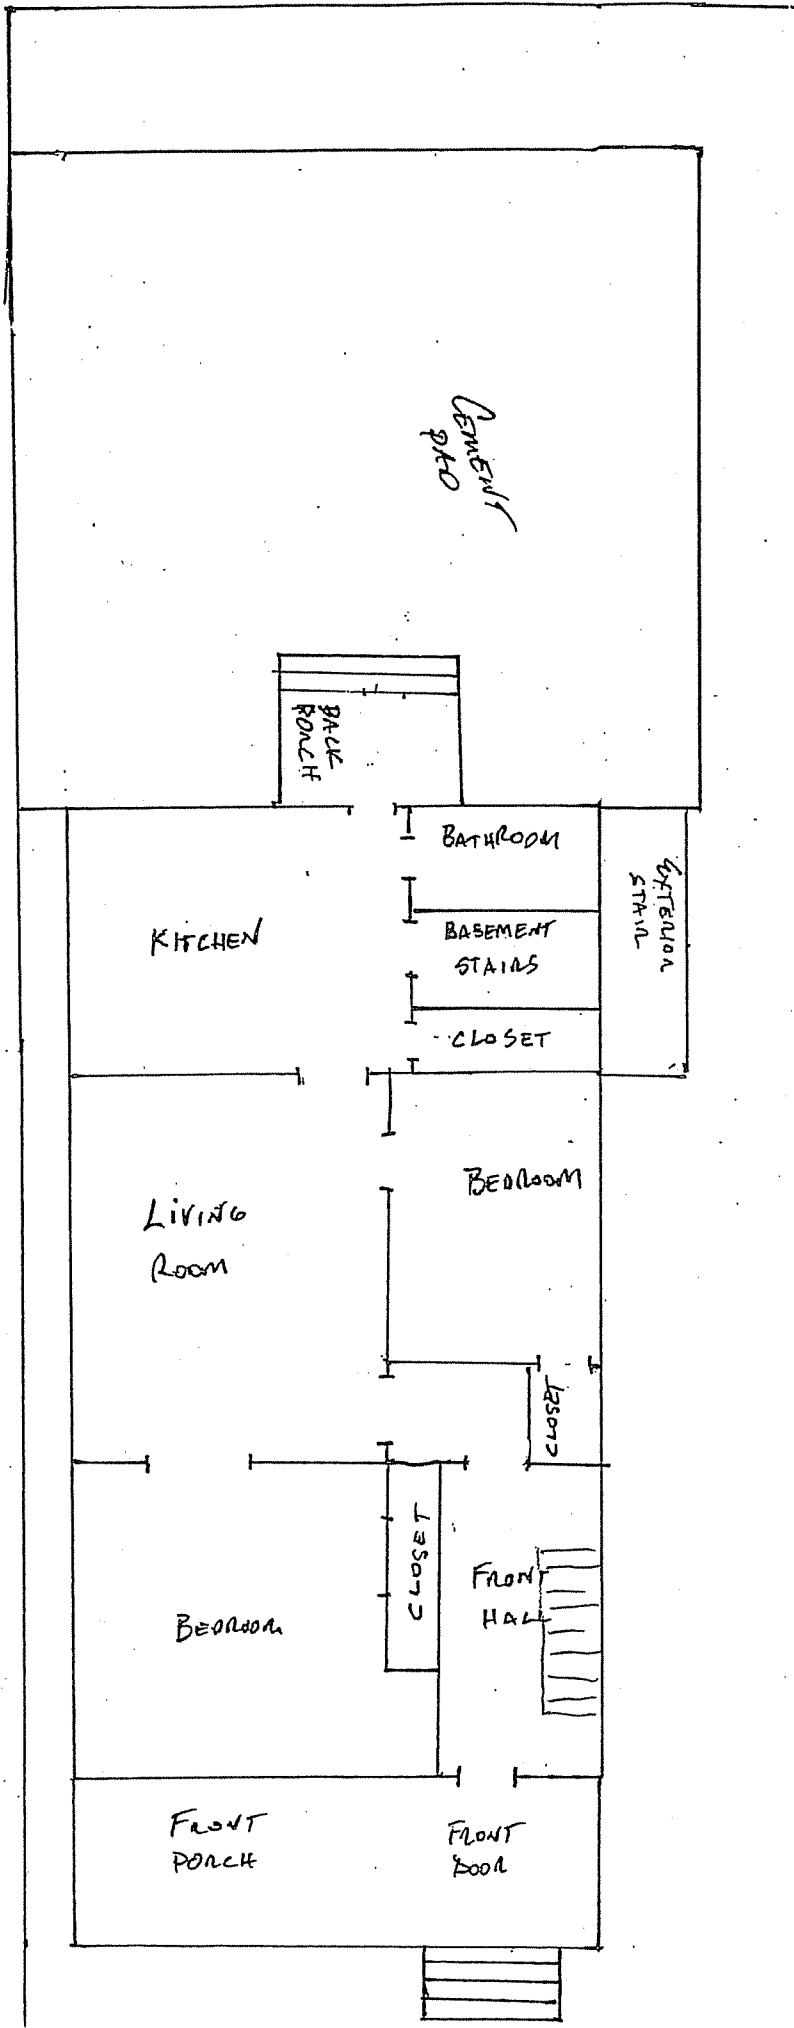 CEMENT
PAD
BACK
PORCH
BATHROOM
KITCHEN
BASEMENT
STAIRS
EXTERIOR
STAIR
CLOSET
BEDROOM
LIVING
ROOM
CLOSET
CLOSET
FRONT
HALL
BEDROOM
FRONT
PORCH
FRONT
DOOR